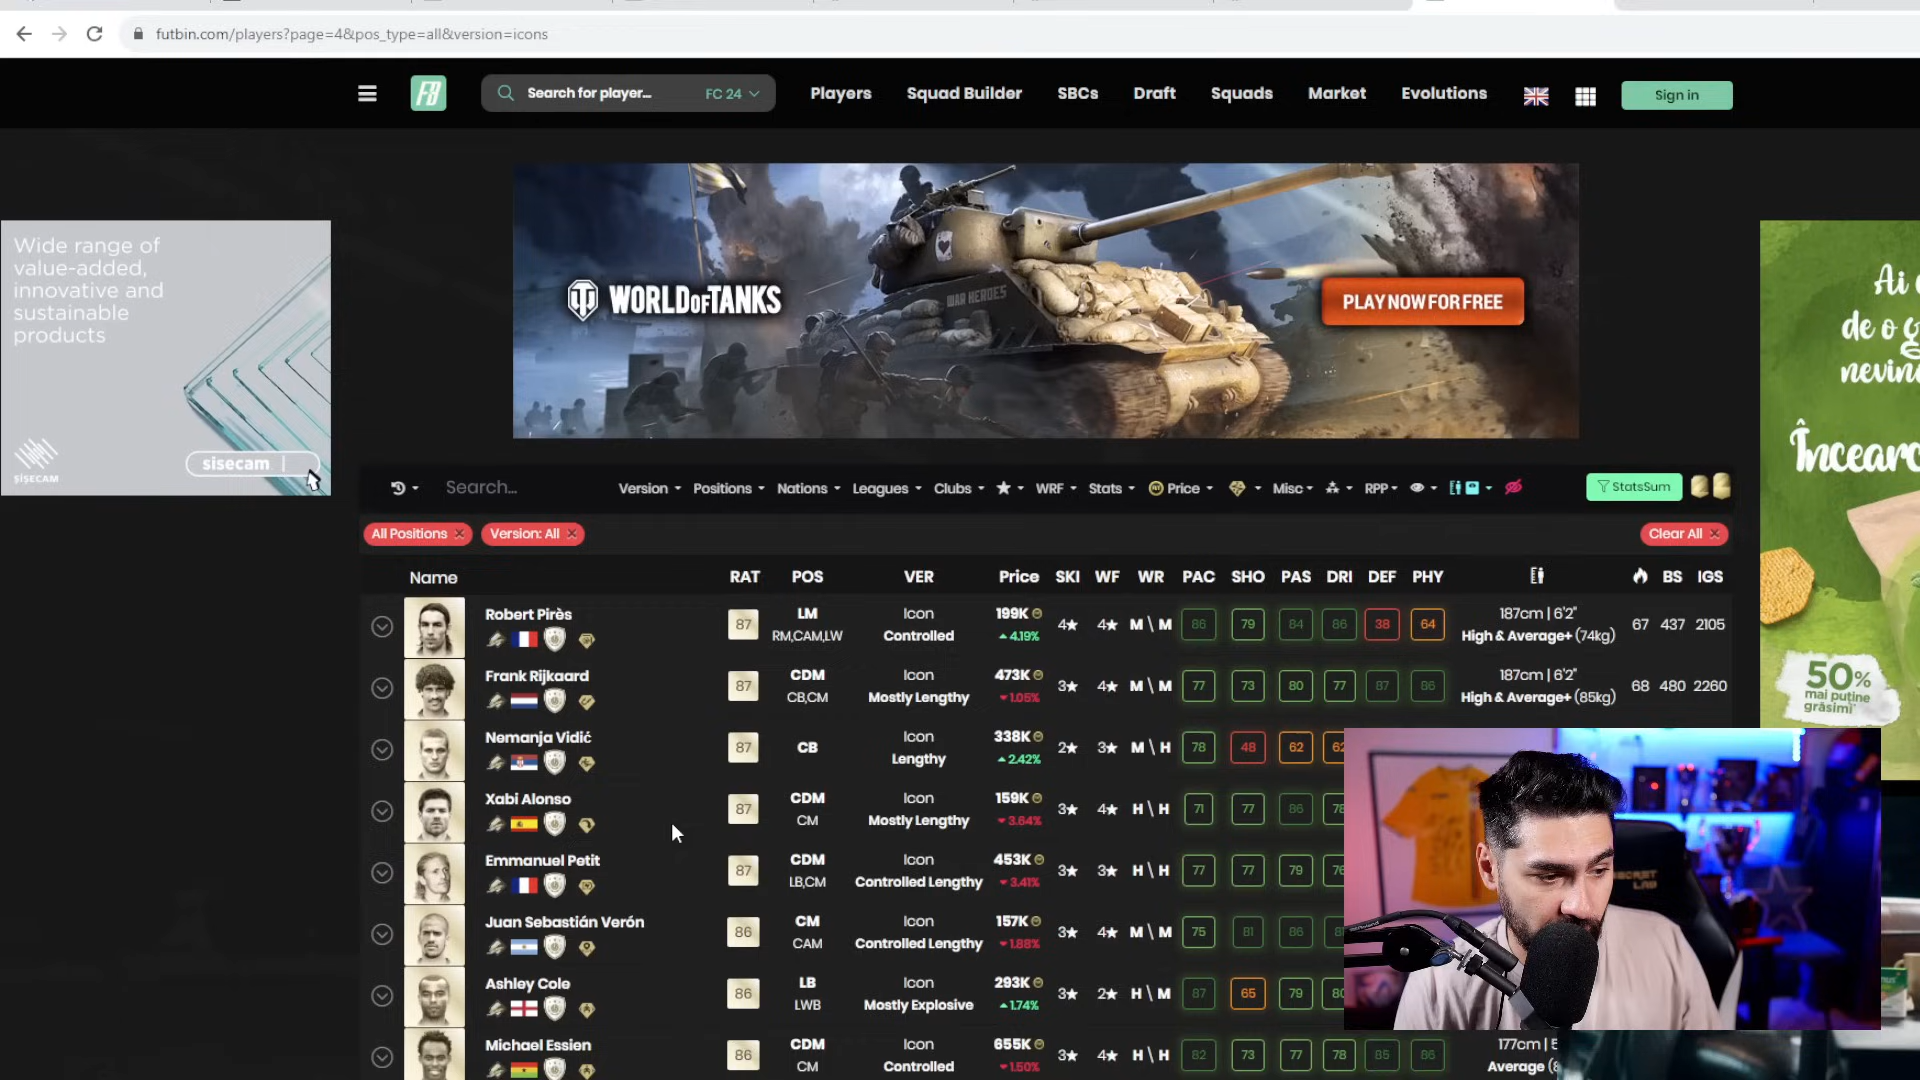 futbin.com/players?page=4&pos_type=all&version=icons
Search for player...
FC 24
Players
Squad Builder
SBCs
Draft
Squads
Market
Evolutions
Sign in
Wide range of
value-added,
innovative and
sustainable
products
ŞİŞECAM
sisecam
WORLD OF TANKS
WAR HEROES
PLAY NOW FOR FREE
Ai
de o
Încearc
50%
mai puține
grăsimi
Search...
Version
Positions
Nations
Leagues
Clubs
WRF
Stats
Price
Misc
RPP
StatsSum
All Positions
Version: All
Clear All
Name RAT POS VER Price SKI WF WR PAC SHO PAS DRI DEF PHY BS IGS
Robert Pirès 87 LM Icon 199K 4★ 4★ M \ M 86 79 84 86 38 64 187cm | 6'2" 67 437 2105
RM,CAM,LW Controlled 4.19% High & Average+ (74kg)
Frank Rijkaard 87 CDM Icon 473K 3★ 4★ M \ M 77 73 80 77 87 86 187cm | 6'2" 68 480 2260
CB,CM Mostly Lengthy 1.05% High & Average+ (85kg)
Nemanja Vidić 87 CB Icon 338K 2★ 3★ M \ H 78 48 62
Lengthy 2.42%
Xabi Alonso 87 CDM Icon 159K 3★ 4★ H \ H 71 77 86 78
CM Mostly Lengthy 3.64%
Emmanuel Petit 87 CDM Icon 453K 3★ 3★ H \ H 77 77 79
LB,CM Controlled Lengthy 3.41%
Juan Sebastián Verón 86 CM Icon 157K 3★ 4★ M \ M 75 81 86
CAM Controlled Lengthy 1.88%
Ashley Cole 86 LB Icon 293K 3★ 2★ H \ M 87 65 79
LWB Mostly Explosive 1.74%
Michael Essien 86 CDM Icon 655K 3★ 4★ H \ H 82 73 77 78 85 86 177cm |
CM Controlled 1.50% Average
SECRET
LAB